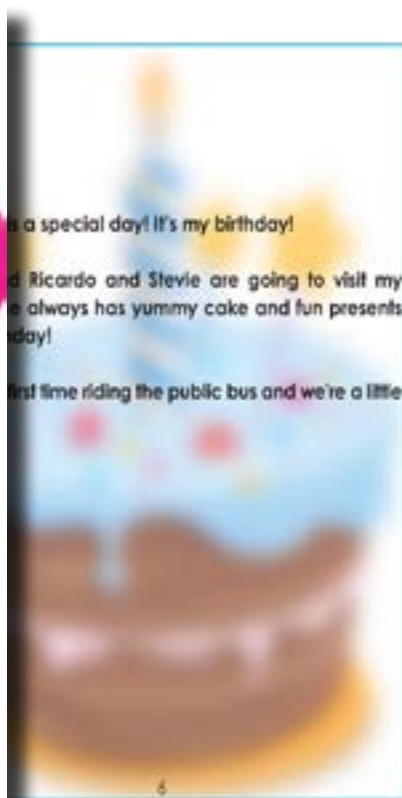 is a special day! It's my birthday!
Ricardo and Stevie are going to visit my
always has yummy cake and fun presents
first time riding the public bus and we're a little
6